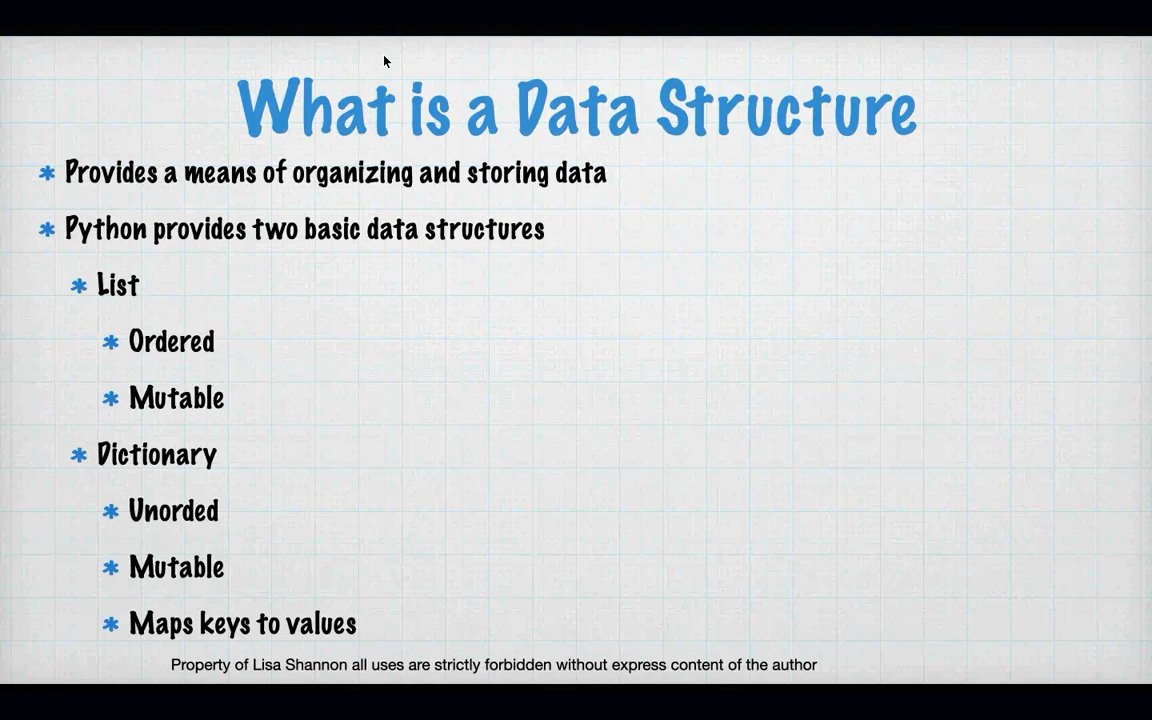 What is a Data Structure
* Provides a means of organizing and storing data
* Python provides two basic data structures
* List
* Ordered
* Mutable
* Dictionary
* Unorded
* Mutable
* Maps keys to values
Property of Lisa Shannon all uses are strictly forbidden without express content of the author